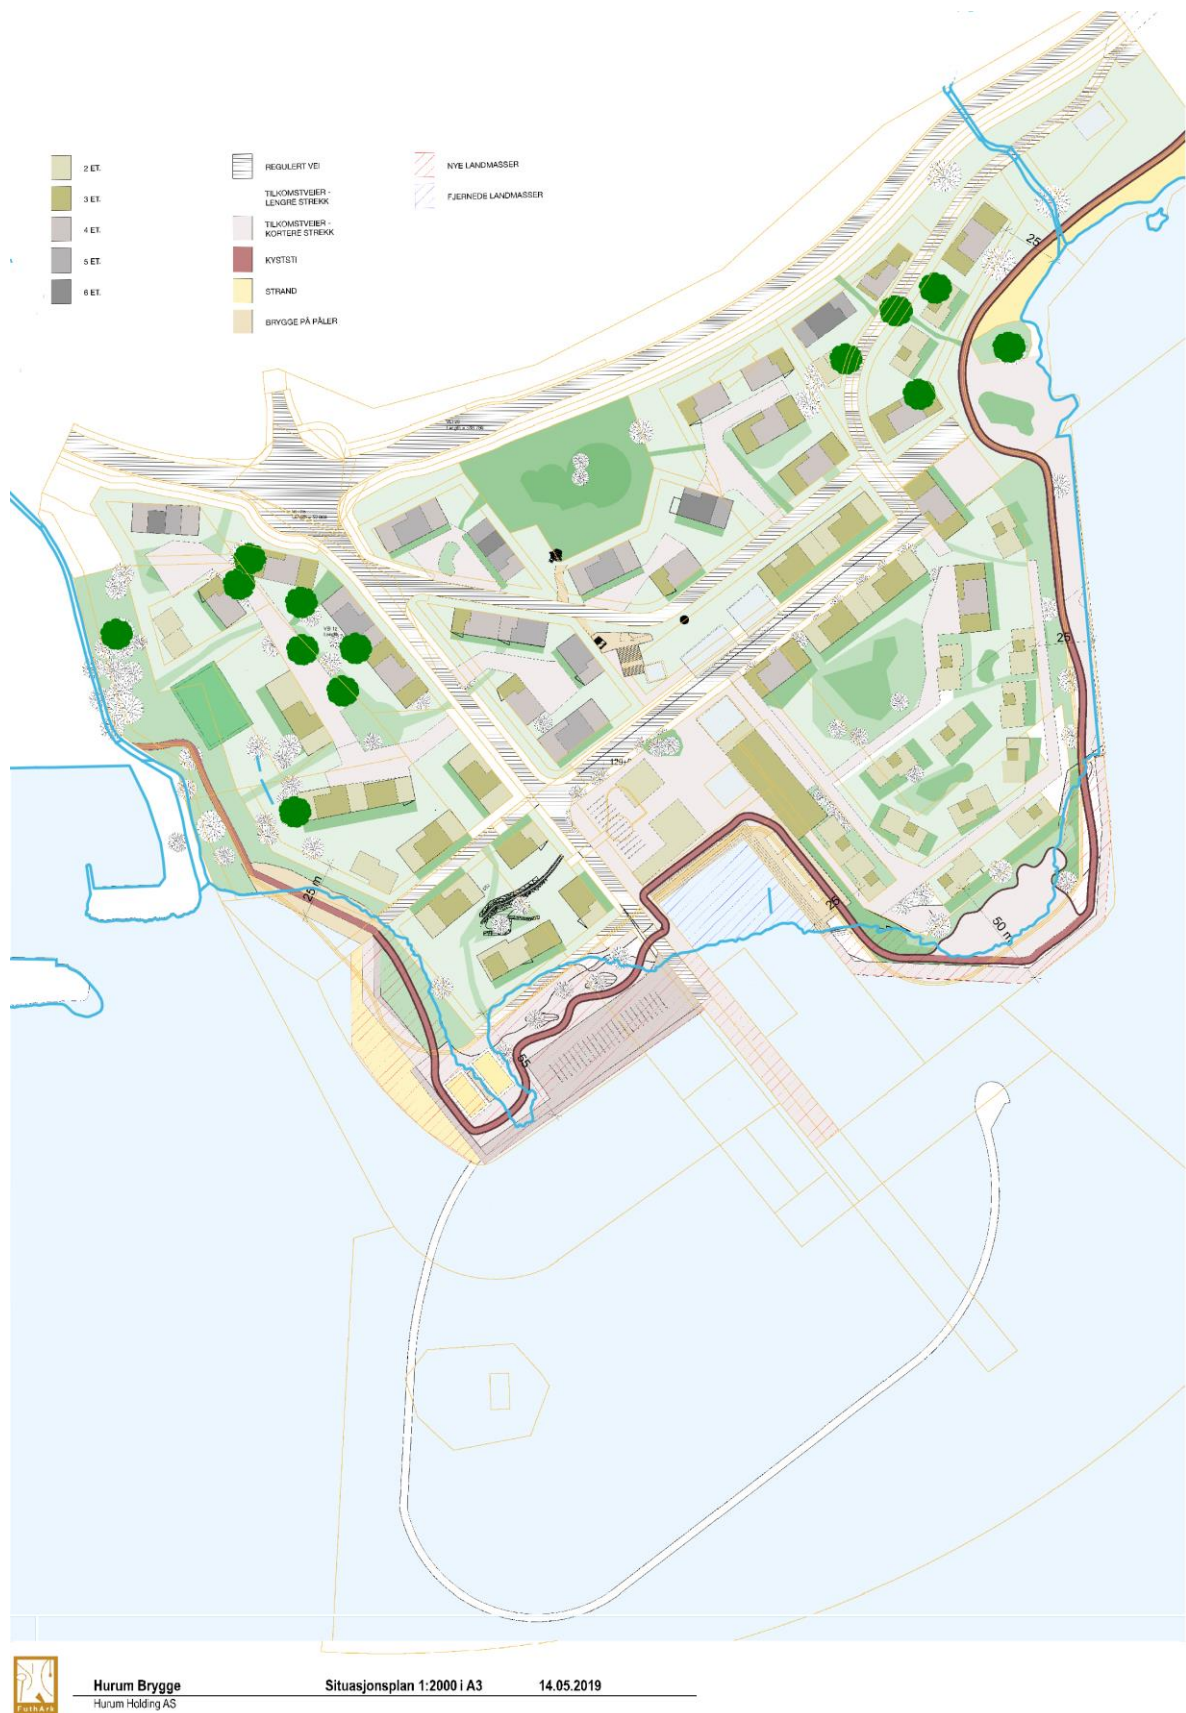 2 ET.
3 ET.
4 ET.
5 ET.
6 ET.
REGULERT VEI
TILKOMSTVEIER -
LENGRE STREKK
TILKOMSTVEIER -
KORTERE STREKK
KYSTSTI
STRAND
BRYGGE PÅ PÅLER
NYE LANDMASSER
FJERNEDE LANDMASSER
25
25
25 m
25
50 m
65
FuthArk
Hurum Brygge
Situasjonsplan 1:2000 i A3
14.05.2019
Hurum Holding AS